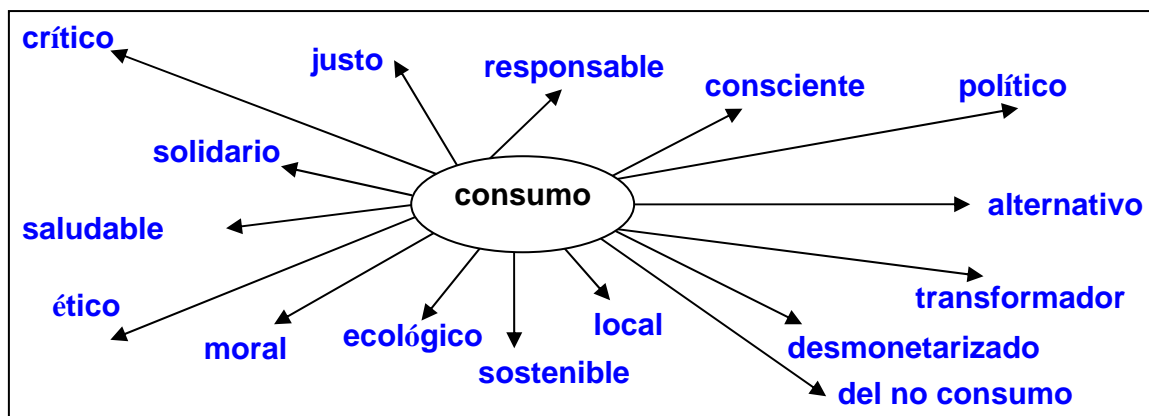 crítico
justo
responsable
consciente
político
solidario
consumo
saludable
alternativo
ético
transformador
moral
ecológico
local
sostenible
desmonetarizado
del no consumo